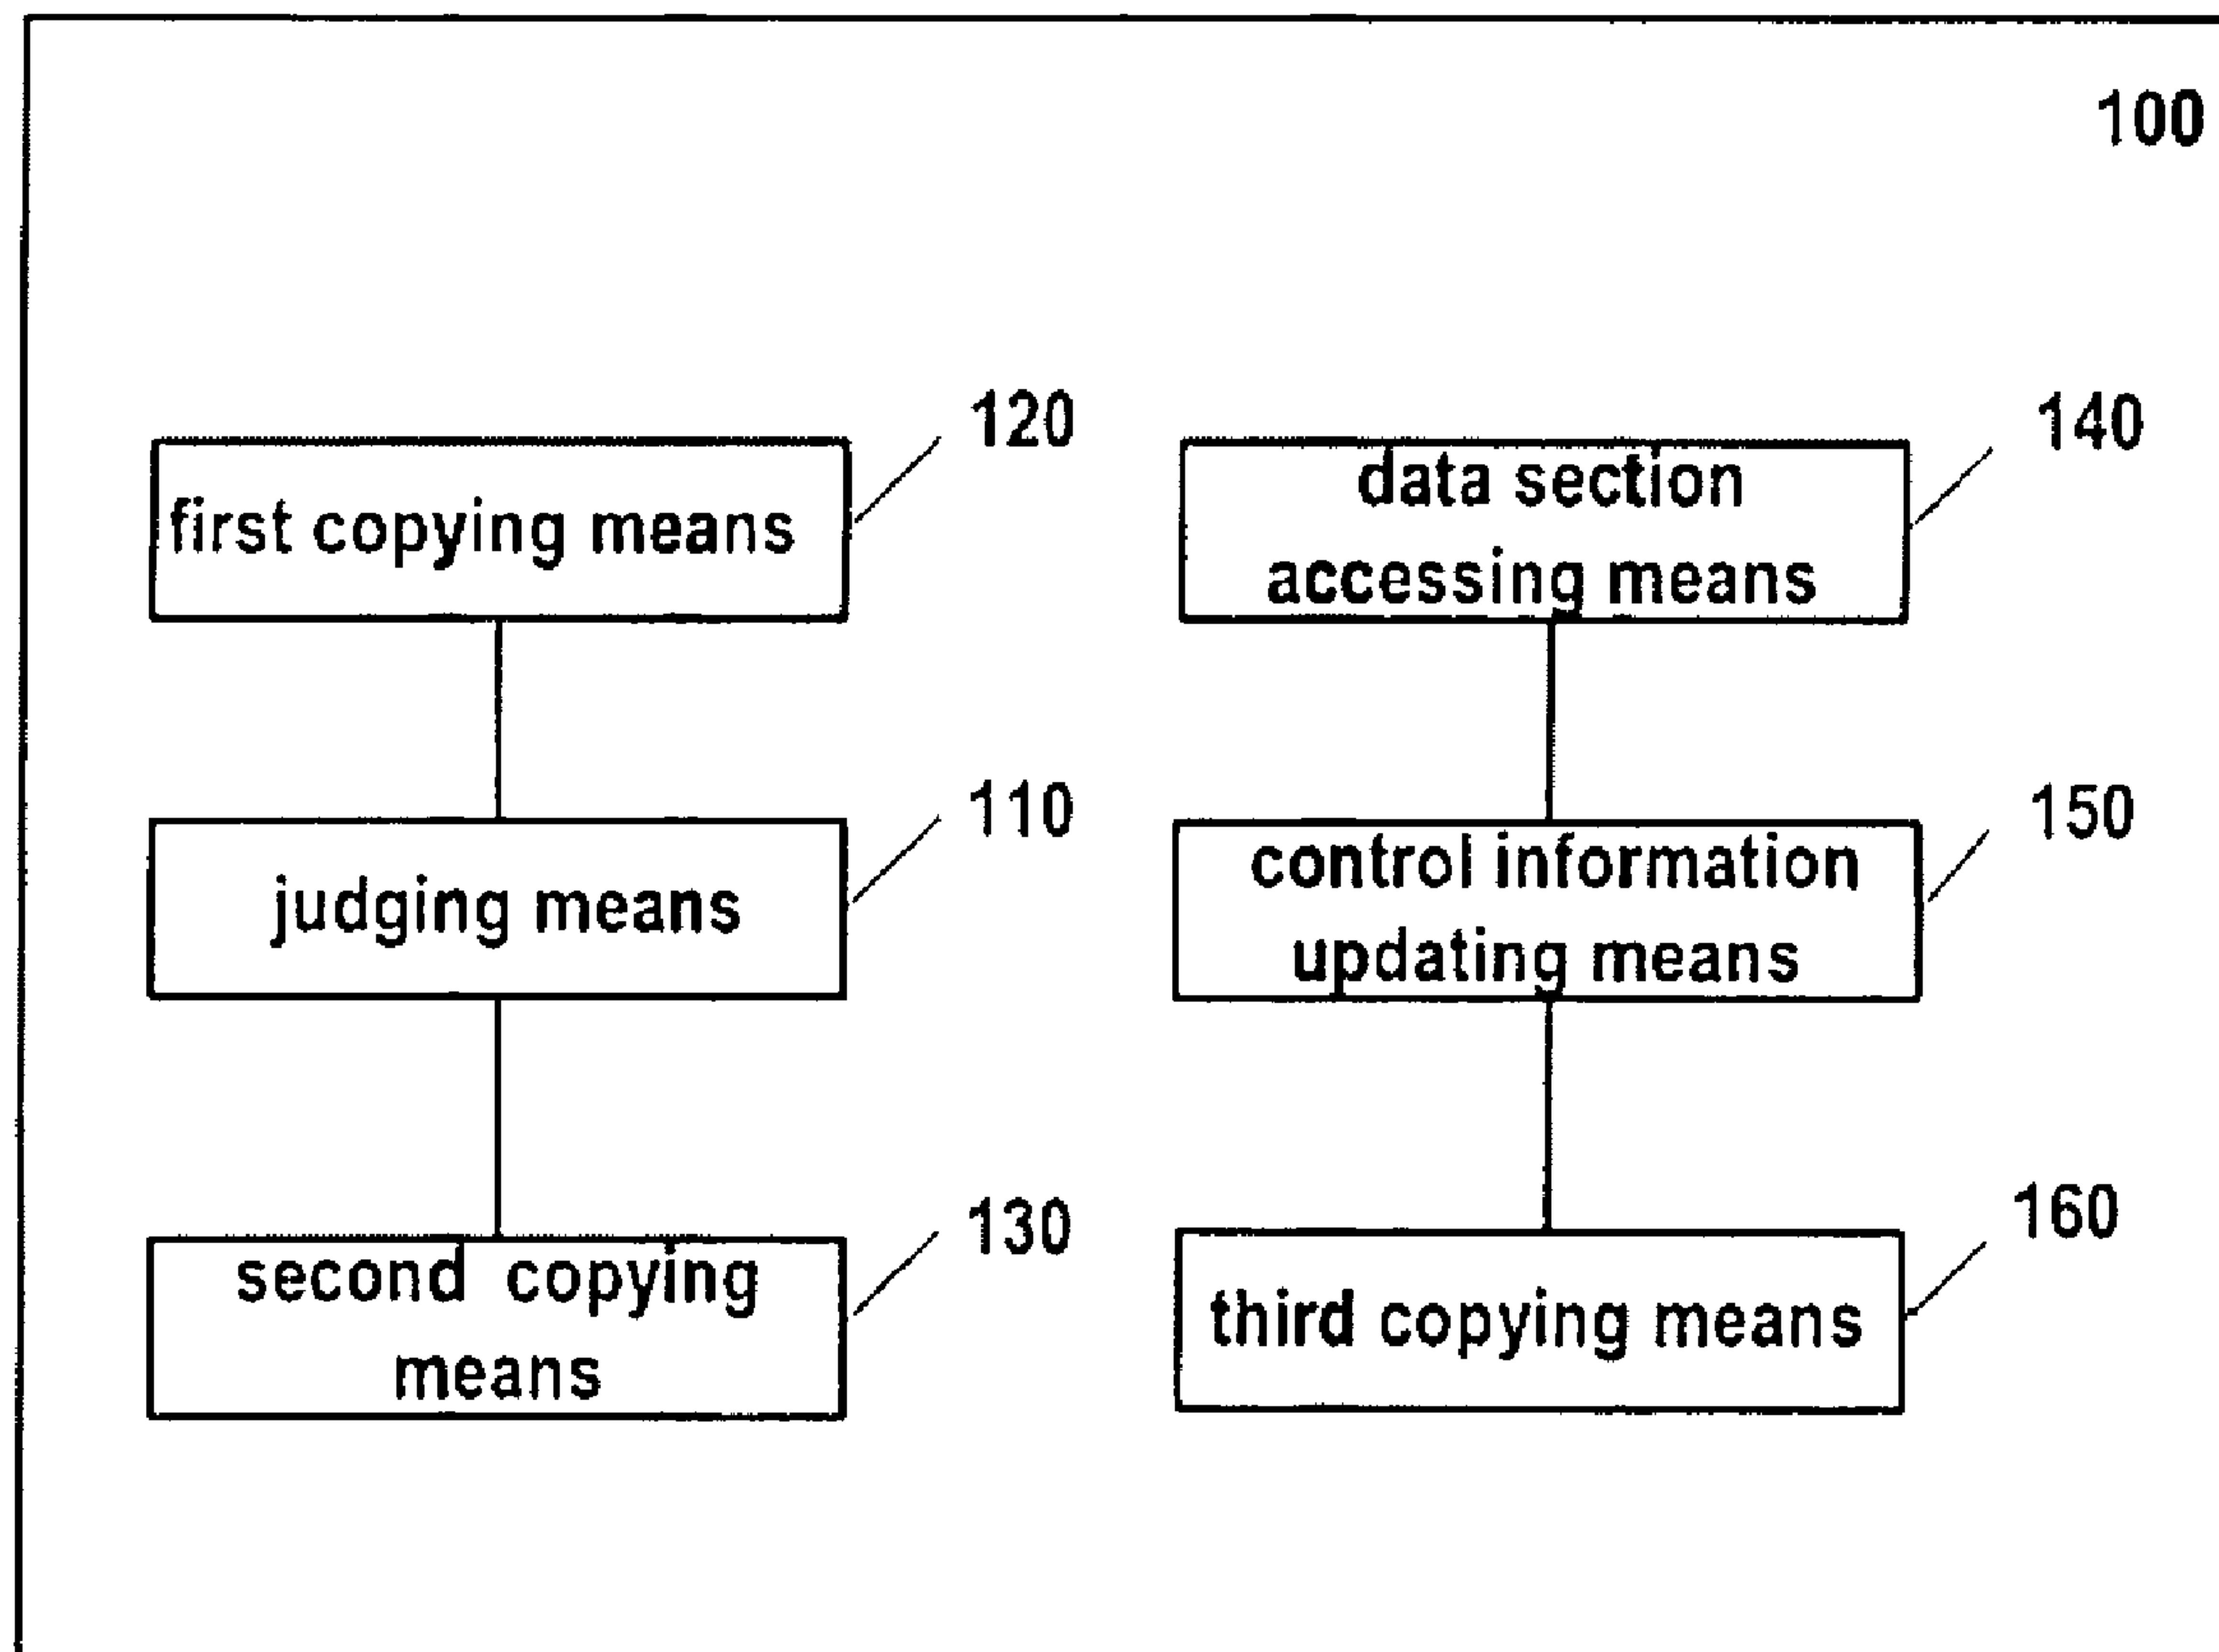 100
120
first copying means
110
judging means
130
second copying
means
140
data section
accessing means
150
control information
updating means
160
third copying means